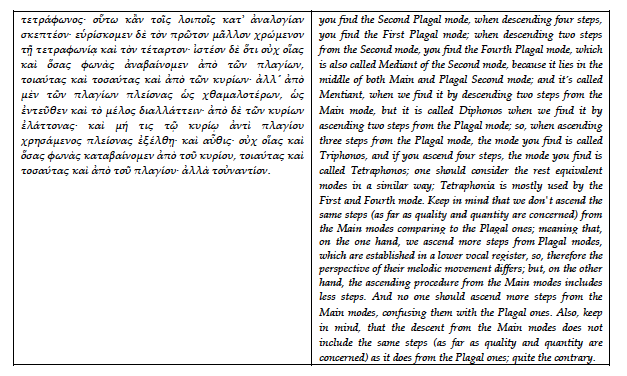 τετράφωνος· οὕτω κἂν τοῖς λοιποῖς κατ' ἀναλογίαν
σκεπτέον· εὑρίσκομεν δὲ τὸν πρῶτον μᾶλλον χρώμενον
τῇ τετραφωνίᾳ καὶ τὸν τέταρτον· ἰστέον δὲ ὅτι οὐχ οἵας
καὶ ὅσας φωνὰς ἀναβαίνομεν ἀπὸ τῶν πλαγίων,
τοιαύτας καὶ τοσαύτας καὶ ἀπὸ τῶν κυρίων· ἀλλ' ἀπὸ
μὲν τῶν πλαγίων πλείονας ὡς χθαμαλοτέρων, ὡς
ἐντεῦθεν καὶ τὸ μέλος διαλλάττειν· ἀπὸ δὲ τῶν κυρίων
ἐλάττονας· καὶ μή τις τῷ κυρίῳ ἀντὶ πλαγίου
χρησάμενος πλείονας ἐξέλθῃ· καὶ αὖθις· οὐχ οἵας καὶ
ὅσας φωνὰς καταβαίνομεν ἀπὸ τοῦ κυρίου, τοιαύτας καὶ
τοσαύτας καὶ ἀπὸ τοῦ πλαγίου· ἀλλὰ τοὐναντίον.
you find the Second Plagal mode, when descending four steps,
you find the First Plagal mode; when descending two steps
from the Second mode, you find the Fourth Plagal mode, which
is also called Mediant of the Second mode, because it lies in the
middle of both Main and Plagal Second mode; and it's called
Mentiant, when we find it by descending two steps from the
Main mode, but it is called Diphonos when we find it by
ascending two steps from the Plagal mode; so, when ascending
three steps from the Plagal mode, the mode you find is called
Triphonos, and if you ascend four steps, the mode you find is
called Tetraphonos; one should consider the rest equivalent
modes in a similar way; Tetraphonia is mostly used by the
First and Fourth mode. Keep in mind that we don't ascend the
same steps (as far as quality and quantity are concerned) from
the Main modes comparing to the Plagal ones; meaning that,
on the one hand, we ascend more steps from Plagal modes,
which are established in a lower vocal register, so, therefore the
perspective of their melodic movement differs; but, on the other
hand, the ascending procedure from the Main modes includes
less steps. And no one should ascend more steps from the
Main modes, confusing them with the Plagal ones. Also, keep
in mind, that the descent from the Main modes does not
include the same steps (as far as quality and quantity are
concerned) as it does from the Plagal ones; quite the contrary.